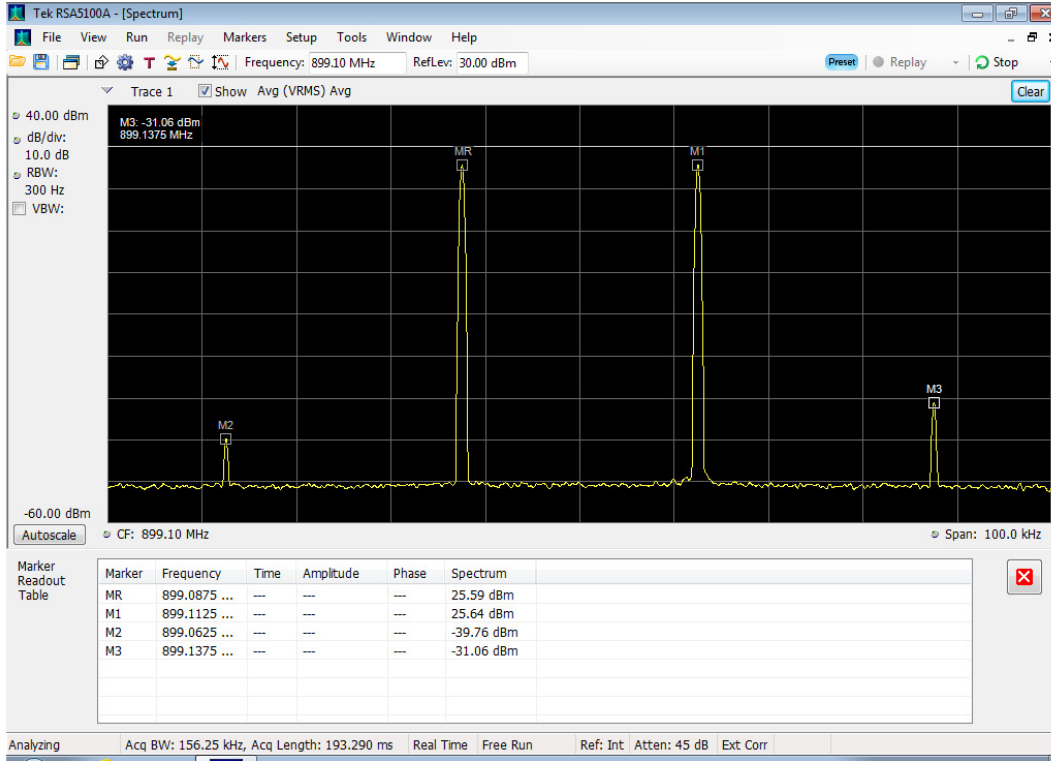 Tek RSA5100A - [Spectrum]
File View Run Replay Markers Setup Tools Window Help
T Frequency: 899.10 MHz RefLev: 30.00 dBm Preset Replay Stop
Trace 1 Show Avg (VRMS) Avg Clear
40.00 dBm
dB/div:
10.0 dB
RBW:
300 Hz
VBW:
M3: -31.06 dBm
899.1375 MHz
MR
M1
M3
M2
-60.00 dBm
Autoscale CF: 899.10 MHz Span: 100.0 kHz
Marker
Readout
Table
Marker Frequency Time Amplitude Phase Spectrum
MR 899.0875 ... --- --- --- 25.59 dBm
M1 899.1125 ... --- --- --- 25.64 dBm
M2 899.0625 ... --- --- --- -39.76 dBm
M3 899.1375 ... --- --- --- -31.06 dBm
Analyzing Acq BW: 156.25 kHz, Acq Length: 193.290 ms Real Time Free Run Ref: Int Atten: 45 dB Ext Corr